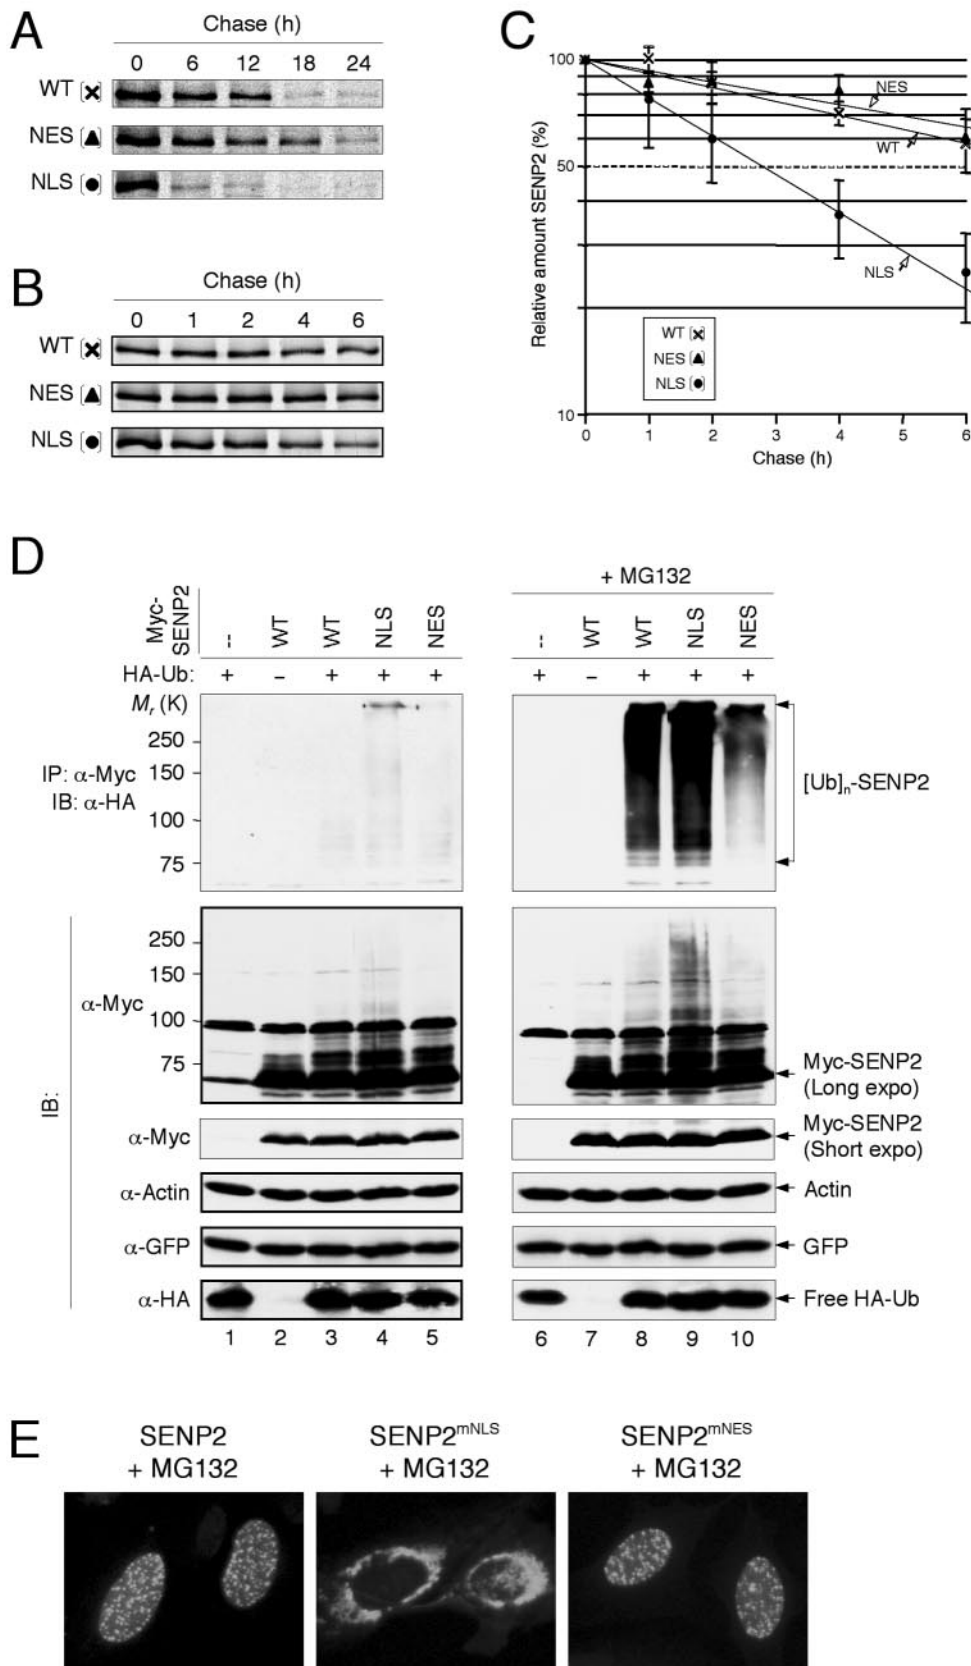 A
Chase (h)
0 6 12 18 24
WT [✖]
NES [▲]
NLS [●]
B
Chase (h)
0 1 2 4 6
WT [✖]
NES [▲]
NLS [●]
C
Relative amount SENP2 (%)
100
50
10
NES
WT
NLS
WT [✖]
NES [▲]
NLS [●]
0 1 2 4 5 6
Chase (h)
D
+ MG132
Myc-SENP2
-- WT WT NLS NES
-- WT WT NLS NES
HA-Ub: + – + + +
+ – + + +
Mr (K)
250
150
100
75
IP: α-Myc
IB: α-HA
[Ub]n-SENP2
IB:
250
150
100
75
α-Myc
Myc-SENP2
(Long expo)
α-Myc
Myc-SENP2
(Short expo)
α-Actin
Actin
α-GFP
GFP
α-HA
Free HA-Ub
1 2 3 4 5
6 7 8 9 10
E
SENP2
+ MG132
SENP2mNLS
+ MG132
SENP2mNES
+ MG132